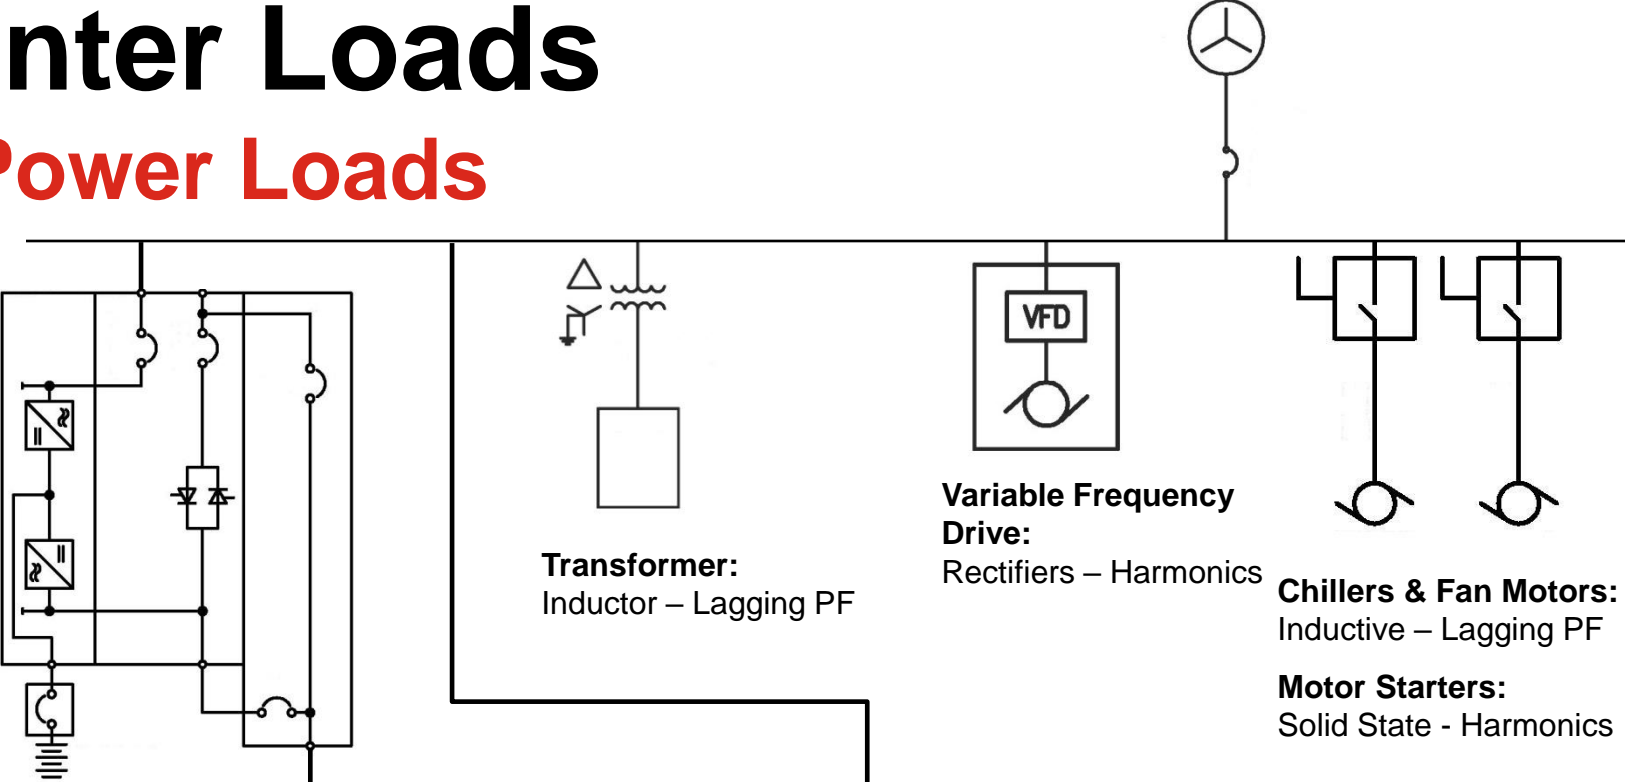 nter Loads
Power Loads
VFD
Transformer:
Inductor – Lagging PF
Variable Frequency
Drive:
Rectifiers – Harmonics
Chillers & Fan Motors:
Inductive – Lagging PF
Motor Starters:
Solid State - Harmonics